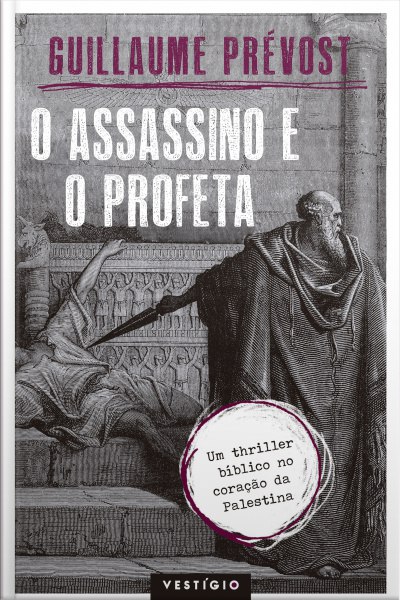 GUILLAUME PRÉVOST
O ASSASSINO E
O PROFETA
Um thriller
bíblico no
coração da
Palestina
VESTÍGIO